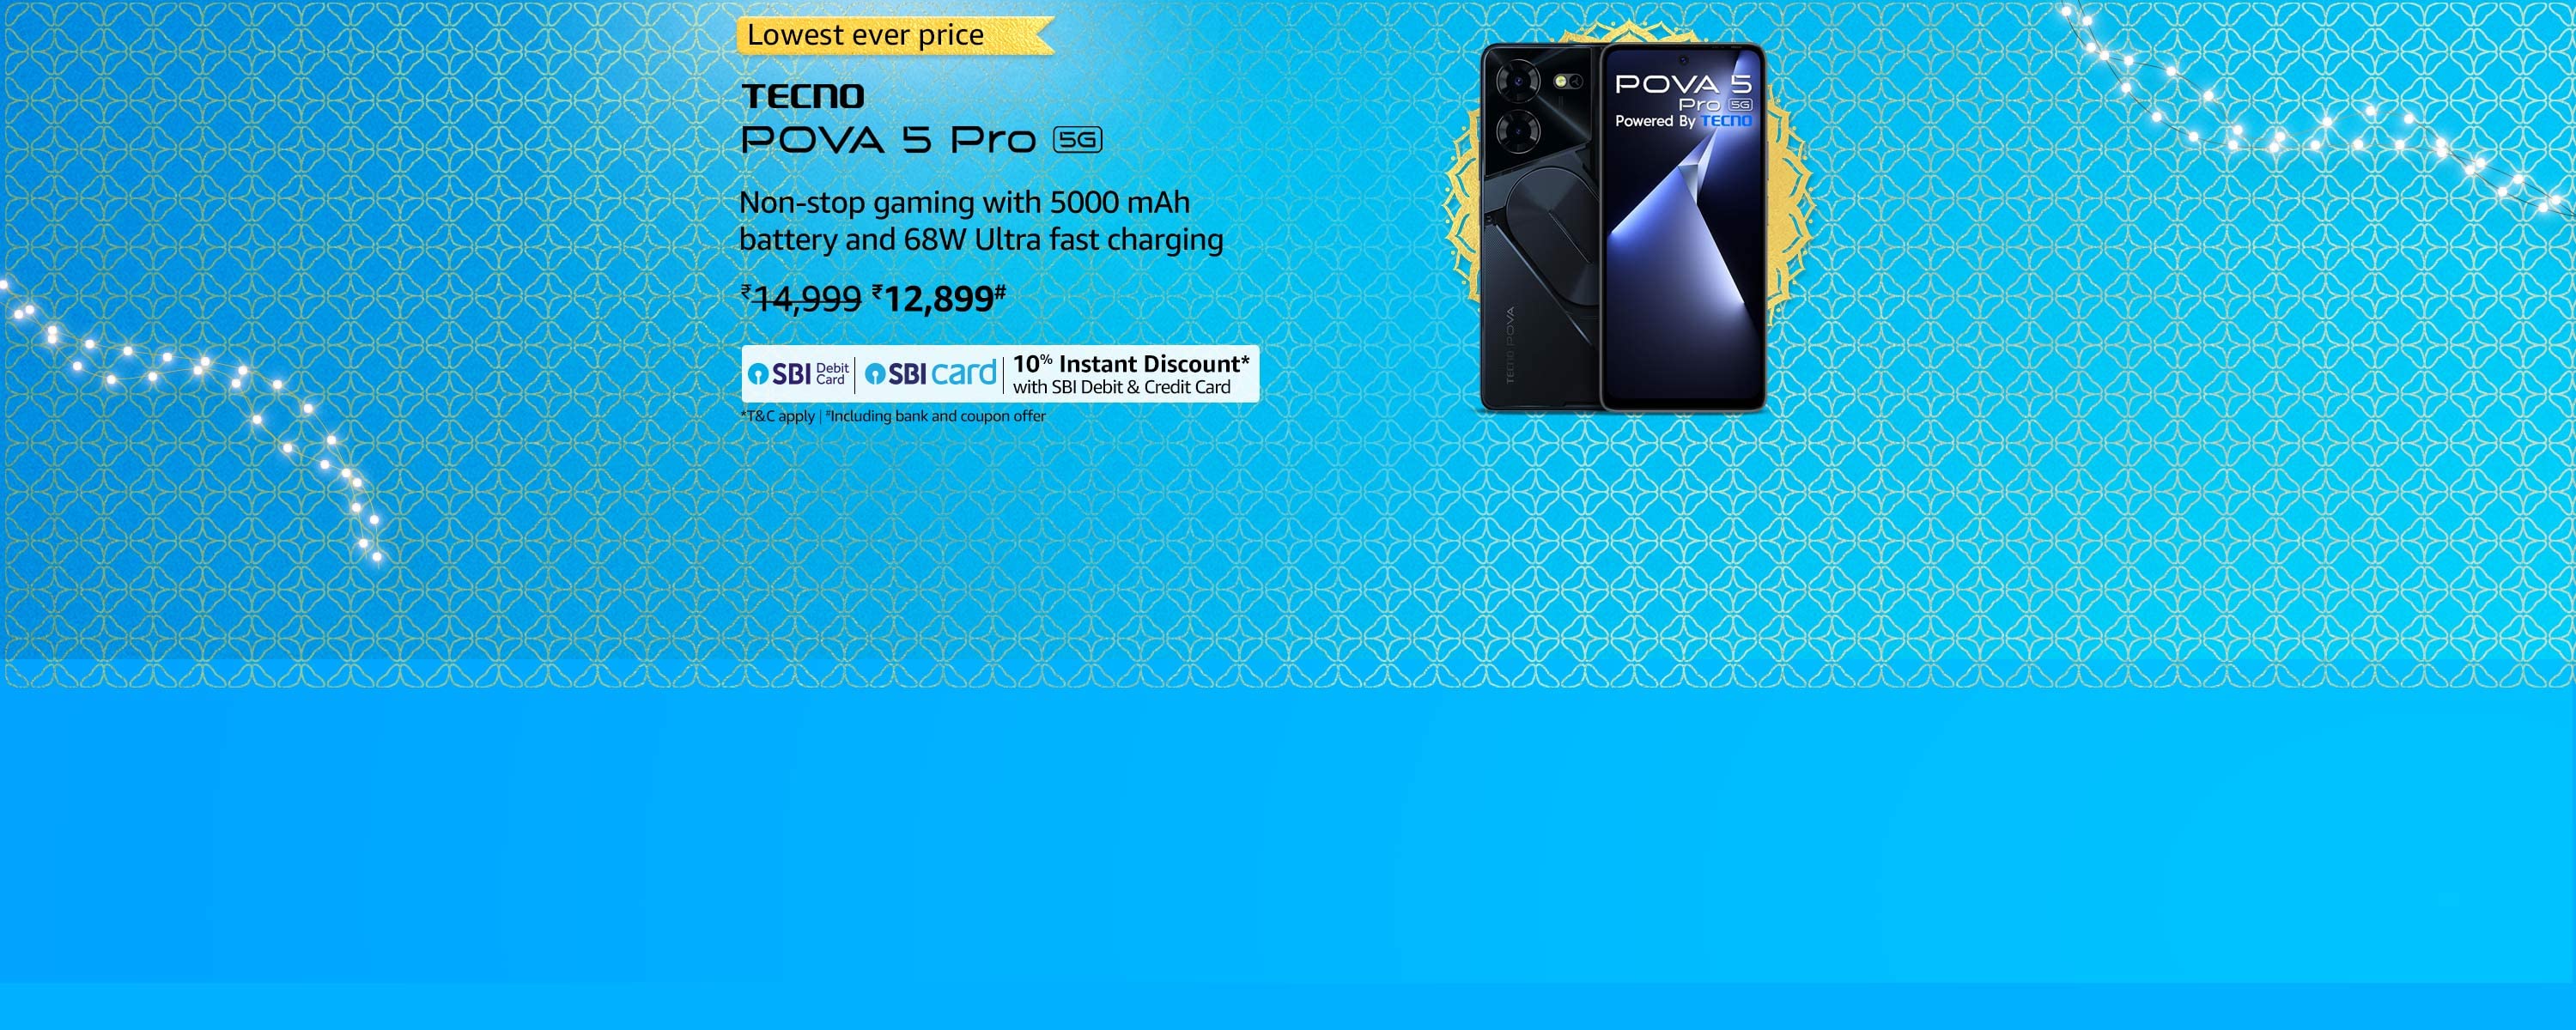 Lowest ever price
TECNO
POVA 5 Pro 5G
Non-stop gaming with 5000 mAh
battery and 68W Ultra fast charging
₹14,999 ₹12,899#
SBI Debit Card | SBI card | 10% Instant Discount*
with SBI Debit & Credit Card
*T&C apply | #Including bank and coupon offer
POVA 5
Pro 5G
Powered By TECNO
TECNO POVA